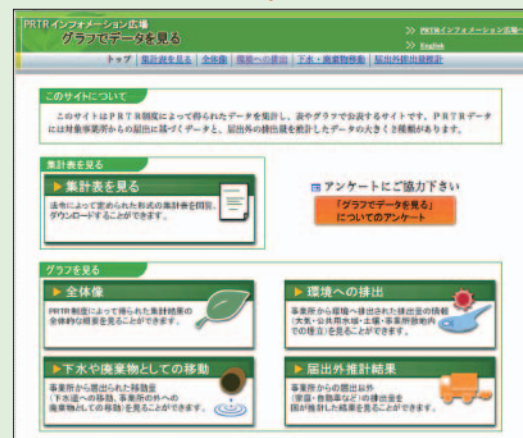 PRTRインフォメーション広場
グラフでデータを見る
>> PRTRインフォメーション広場へ
>> English
トップ | 集計表を見る | 全体像 | 環境への排出 | 下水・廃棄物移動 | 届出外排出量推計
このサイトについて
このサイトはＰＲＴＲ制度によって得られたデータを集計し、表やグラフで公表するサイトです。ＰＲＴＲデータ
には対象事業所からの届出に基づくデータと、届出外の排出量を推計したデータの大きく2種類があります。
集計表を見る
集計表を見る
法令によって定められた形式の集計表を閲覧、
ダウンロードすることができます。
アンケートにご協力下さい
「グラフでデータを見る」
についてのアンケート
グラフを見る
全体像
PRTR制度によって得られた集計結果の
全体的な概要を見ることができます。
環境への排出
事業所から環境へ排出された排出量の情報
(大気・公共用水域・土壌・事業所敷地内
での埋立)を見ることができます。
下水や廃棄物としての移動
事業所から届出られた移動量
(下水道への移動、事業所の外への
廃棄物としての移動)を見ることができます。
届出外推計結果
事業所からの届出以外
(家庭・自動車など)の排出量を
国が推計した結果を見ることができます。